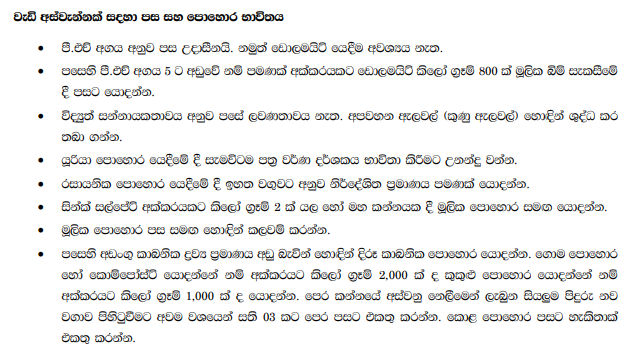 වැඩි අස්වැන්නක් සදහා පස සහ පොහොර භාවිතය
• පී.එච් අගය අනුව පස උදාසීනයි. නමුත් ඩොලමයිට් යෙදීම අවශ්‍යය නැත.
• පසෙහි පී.එච් අගය 5 ට අඩුවේ නම් පමණක් අක්කරයකට ඩොලමයිට් කිලෝ ග්‍රෑම් 800 ක් මූලික බිම් සැකසීමේ
දී පසට යොදන්න.
• විද්‍යුත් සන්නායකතාවය අනුව පසේ ලවණතාවය නැත. අපවහන ඇලවල් (කුණු ඇලවල්) හොඳින් ශුද්ධ කර
තබා ගන්න.
• යූරියා පොහොර යෙදීමේ දී සැමවිටම පත්‍ර වර්ණ දර්ශකය භාවිතා කිරීමට උනන්දු වන්න.
• රසායනික පොහොර යෙදීමේ දී ඉහත වගුවට අනුව නිර්දේශිත ප්‍රමාණය පමණක් යොදන්න.
• සින්ක් සල්පේට් අක්කරයකට කිලෝ ග්‍රෑම් 2 ක් යල හෝ මහ කන්නයක දී මූලික පොහොර සමඟ යොදන්න.
• මූලික පොහොර පස සමඟ හොඳින් කලවම් කරන්න.
• පසෙහි අඩංගු කාබනික ද්‍රව්‍ය ප්‍රමාණය අඩු බැවින් හොඳින් දිරූ කාබනික පොහොර යොදන්න. ගොම පොහොර
හෝ කොම්පෝස්ට් යොදන්නේ නම් අක්කරයට කිලෝ ග්‍රෑම් 2,000 ක් ද කුකුළු පොහොර යොදන්නේ නම්
අක්කරයට කිලෝ ග්‍රෑම් 1,000 ක් ද යොදන්න. පෙර කන්නයේ අස්වනු නෙලීමෙන් ලැබුන සියලුම පිදුරු නව
වගාව පිහිටුවීමට අවම වශයෙන් සති 03 කට පෙර පසට එකතු කරන්න. කොළ පොහොර පසට හැකිතාක්
එකතු කරන්න.